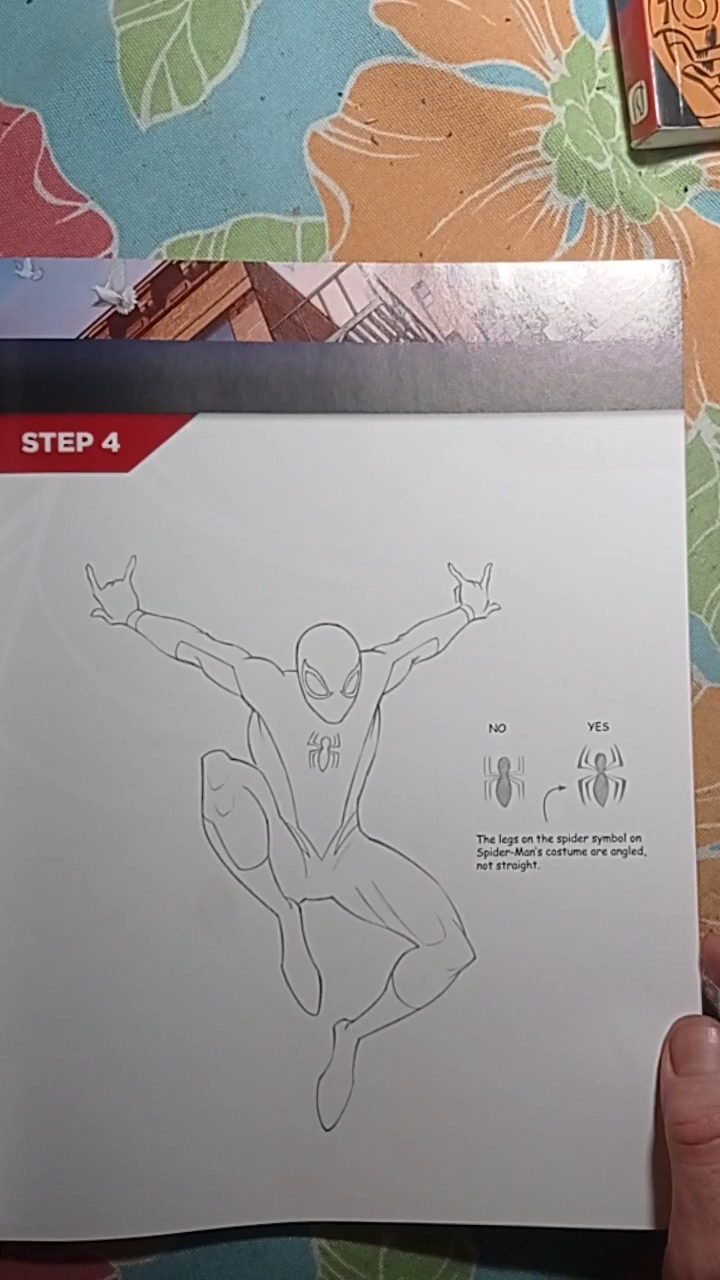 STEP 4
NO
YES
The legs on the spider symbol on
Spider-Man's costume are angled,
not straight.